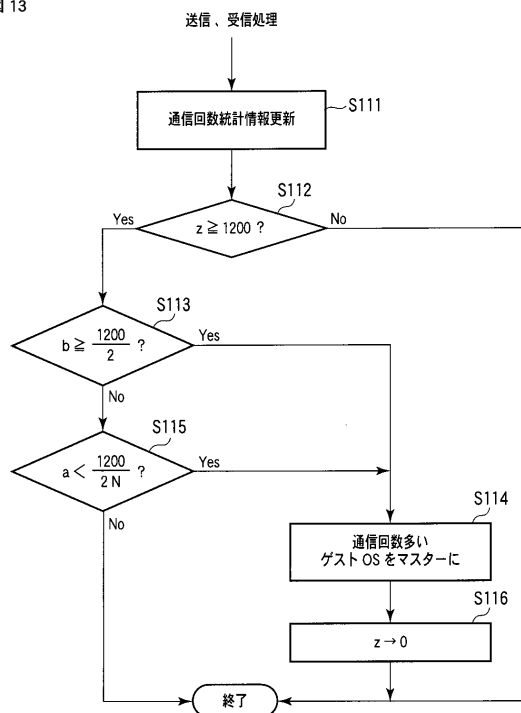 図 13
送信、受信処理
通信回数統計情報更新
S111
S112
z ≧ 1200 ?
Yes
No
S113
b ≧ 1200/2 ?
Yes
No
S115
a < 1200/2N ?
Yes
No
S114
通信回数多い
ゲスト OS をマスターに
S116
z → 0
終了